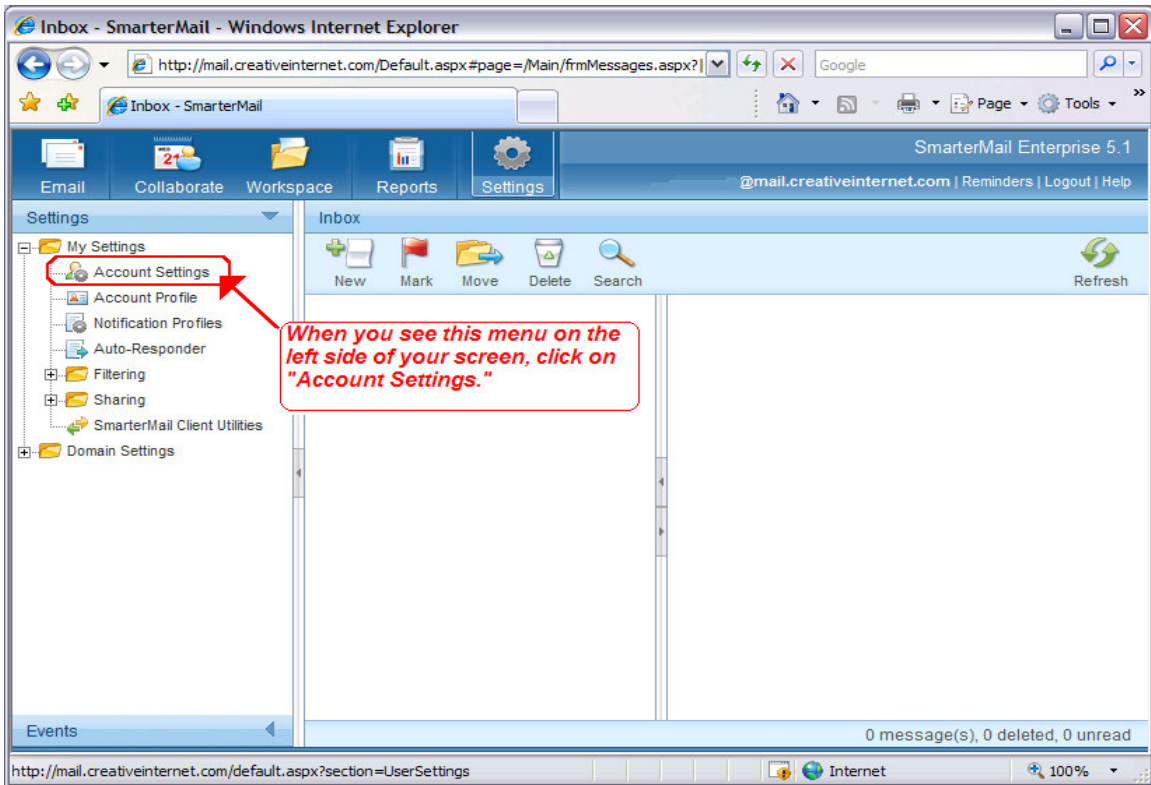 Inbox - SmarterMail - Windows Internet Explorer
http://mail.creativeinternet.com/Default.aspx#page=/Main/frmMessages.aspx?
Google
Inbox - SmarterMail
Page
Tools
SmarterMail Enterprise 5.1
Email Collaborate Workspace Reports Settings
@mail.creativeinternet.com | Reminders | Logout | Help
Settings
Inbox
My Settings
Account Settings
Account Profile
Notification Profiles
Auto-Responder
Filtering
Sharing
SmarterMail Client Utilities
Domain Settings
New Mark Move Delete Search Refresh
When you see this menu on the
left side of your screen, click on
"Account Settings."
Events
0 message(s), 0 deleted, 0 unread
http://mail.creativeinternet.com/default.aspx?section=UserSettings
Internet
100%